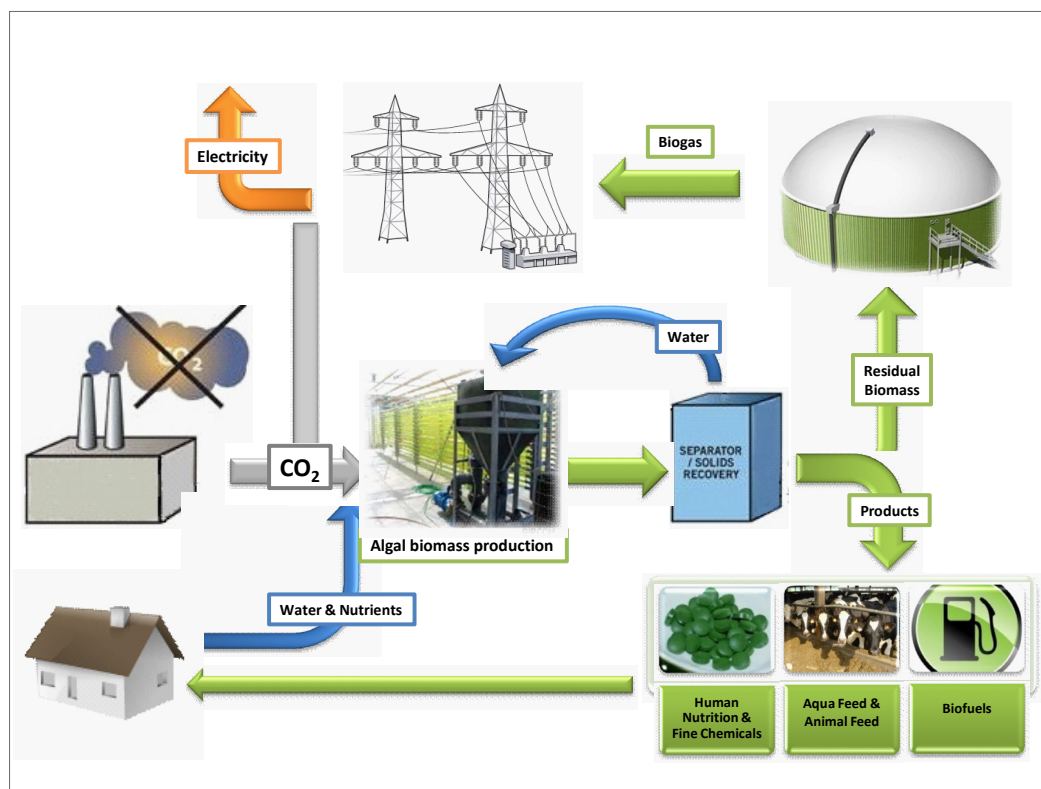 Electricity
Biogas
CO2
Water
Residual
Biomass
SEPARATOR
/ SOLIDS
RECOVERY
CO₂
Products
Algal biomass production
Water & Nutrients
Human
Nutrition &
Fine Chemicals
Aqua Feed &
Animal Feed
Biofuels